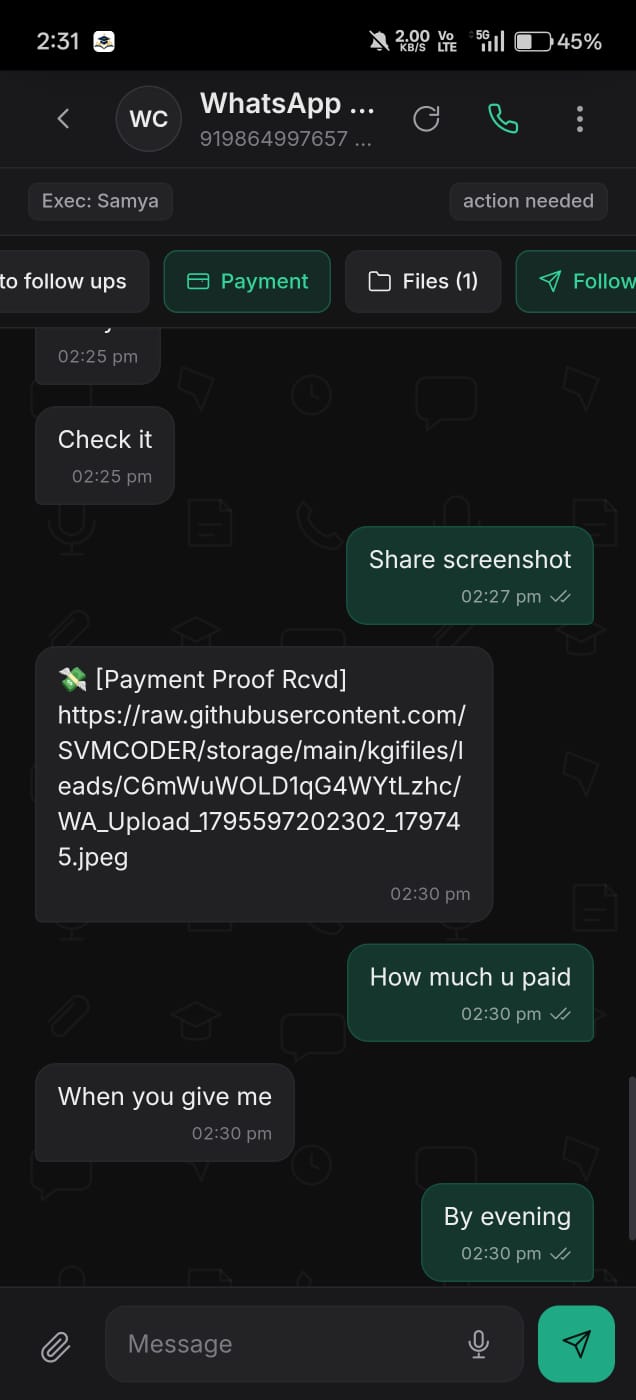 2:31
2.00 KB/S Vo LTE 5G 45%
WC
WhatsApp ...
919864997657 ...
Exec: Samya
action needed
to follow ups
Payment
Files (1)
Follow
02:25 pm
Check it
02:25 pm
Share screenshot
02:27 pm
💸 [Payment Proof Rcvd]
https://raw.githubusercontent.com/
SVMCODER/storage/main/kgifiles/l
eads/C6mWuWOLD1qG4WYtLzhc/
WA_Upload_1795597202302_17974
5.jpeg
02:30 pm
How much u paid
02:30 pm
When you give me
02:30 pm
By evening
02:30 pm
Message